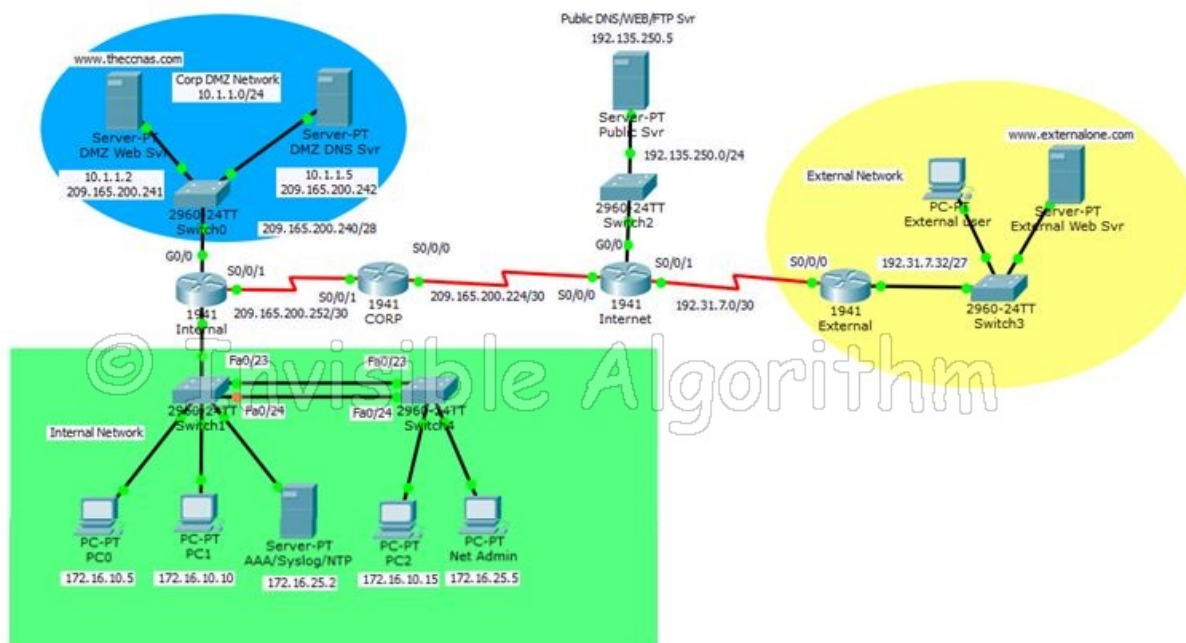 www.theccnas.com
Corp DMZ Network
10.1.1.0/24
Server-PT
DMZ Web Svr
Server-PT
DMZ DNS Svr
10.1.1.2
209.165.200.241
10.1.1.5
209.165.200.242
2960-24TT
Switch0
209.165.200.240/28
Public DNS/WEB/FTP Svr
192.135.250.5
Server-PT
Public Svr
192.135.250.0/24
2960-24TT
Switch2
G0/0
www.externalone.com
External Network
PC-PT
External user
Server-PT
External Web Svr
192.31.7.32/27
2960-24TT
Switch3
G0/0
S0/0/1
1941
Internal
209.165.200.252/30
S0/0/1
S0/0/0
1941
CORP
209.165.200.224/30
S0/0/0
1941
Internet
S0/0/1
192.31.7.0/30
S0/0/0
1941
External
© Invisible Algorithm
Fa0/23
Fa0/23
2960-24TT
Switch1
Fa0/24
Fa0/24
2960-24TT
Switch4
Internal Network
PC-PT
PC0
172.16.10.5
PC-PT
PC1
172.16.10.10
Server-PT
AAA/Syslog/NTP
172.16.25.2
PC-PT
PC2
172.16.10.15
PC-PT
Net Admin
172.16.25.5